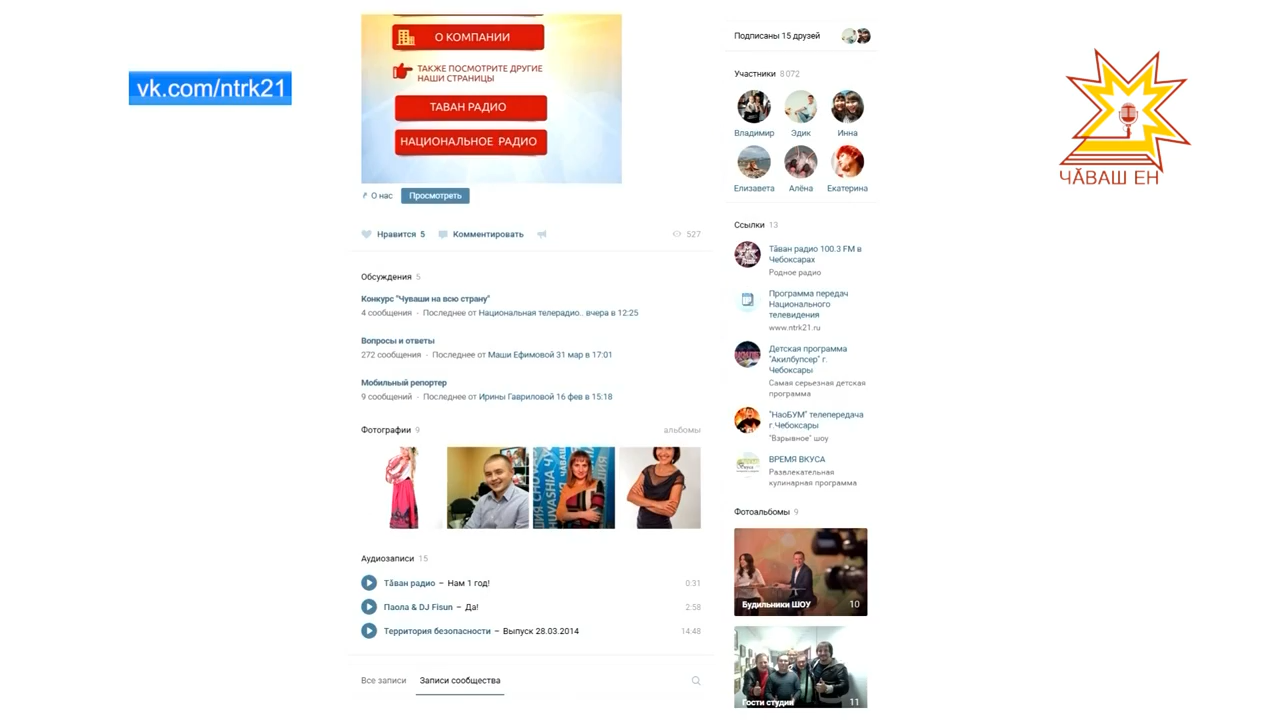 vk.com/ntrk21
О КОМПАНИИ
ТАКЖЕ ПОСМОТРИТЕ ДРУГИЕ
НАШИ СТРАНИЦЫ
ТАВАН РАДИО
НАЦИОНАЛЬНОЕ РАДИО
О нас
Просмотреть
Нравится 5
Комментировать
527
Обсуждения 5
Конкурс "Чуваши на всю страну"
4 сообщения · Последнее от Национальная телерадио.. вчера в 12:25
Вопросы и ответы
272 сообщения · Последнее от Маши Ефимовой 31 мар в 17:01
Мобильный репортер
9 сообщений · Последнее от Ирины Гавриловой 16 фев в 15:18
Фотографии 9
альбомы
Аудиозаписи 15
Тăван радио – Нам 1 год! 0:31
Паола & DJ Fisun – Да! 2:58
Территория безопасности – Выпуск 28.03.2014 14:48
Все записи
Записи сообщества
Подписаны 15 друзей
Участники 8 072
Владимир Эдик Инна
Елизавета Алёна Екатерина
Ссылки 13
Тăван радио 100.3 FM в
Чебоксарах
Родное радио
Программа передач
Национального
телевидения
www.ntrk21.ru
Детская программа
"Акилбупсер" г.
Чебоксары
Самая серьезная детская
программа
"НаоБУМ" телепередача
г.Чебоксары
"Взрывное" шоу
ВРЕМЯ ВКУСА
Развлекательная
кулинарная программа
Фотоальбомы 9
Будильники ШОУ 10
Гости студии 11
ЧĂВАШ ЕН